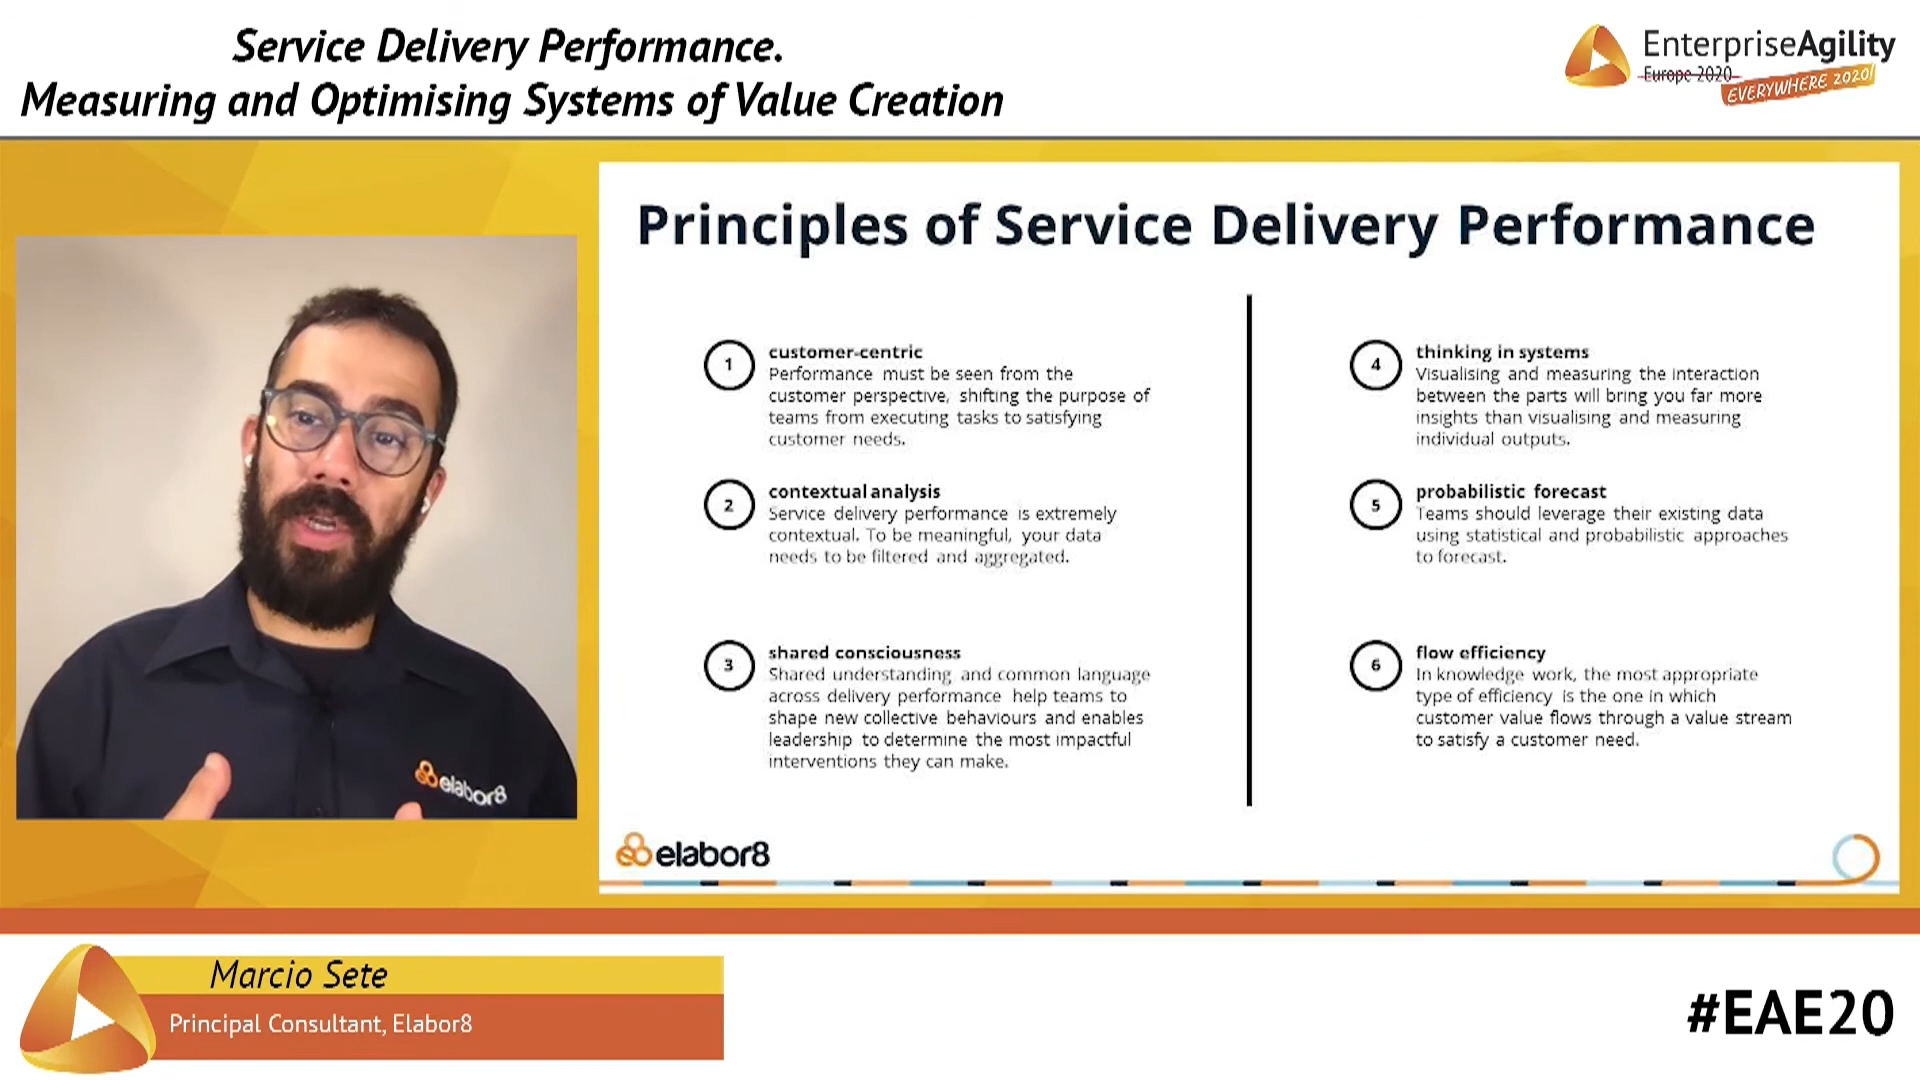 Service Delivery Performance.
Measuring and Optimising Systems of Value Creation
EnterpriseAgility
Europe 2020
EVERYWHERE 2020!
Principles of Service Delivery Performance
1
customer-centric
Performance must be seen from the
customer perspective, shifting the purpose of
teams from executing tasks to satisfying
customer needs.
2
contextual analysis
Service delivery performance is extremely
contextual. To be meaningful, your data
needs to be filtered and aggregated.
3
shared consciousness
Shared understanding and common language
across delivery performance help teams to
shape new collective behaviours and enables
leadership to determine the most impactful
interventions they can make.
4
thinking in systems
Visualising and measuring the interaction
between the parts will bring you far more
insights than visualising and measuring
individual outputs.
5
probabilistic forecast
Teams should leverage their existing data
using statistical and probabilistic approaches
to forecast.
6
flow efficiency
In knowledge work, the most appropriate
type of efficiency is the one in which
customer value flows through a value stream
to satisfy a customer need.
elabor8
elabor8
Marcio Sete
Principal Consultant, Elabor8
#EAE20